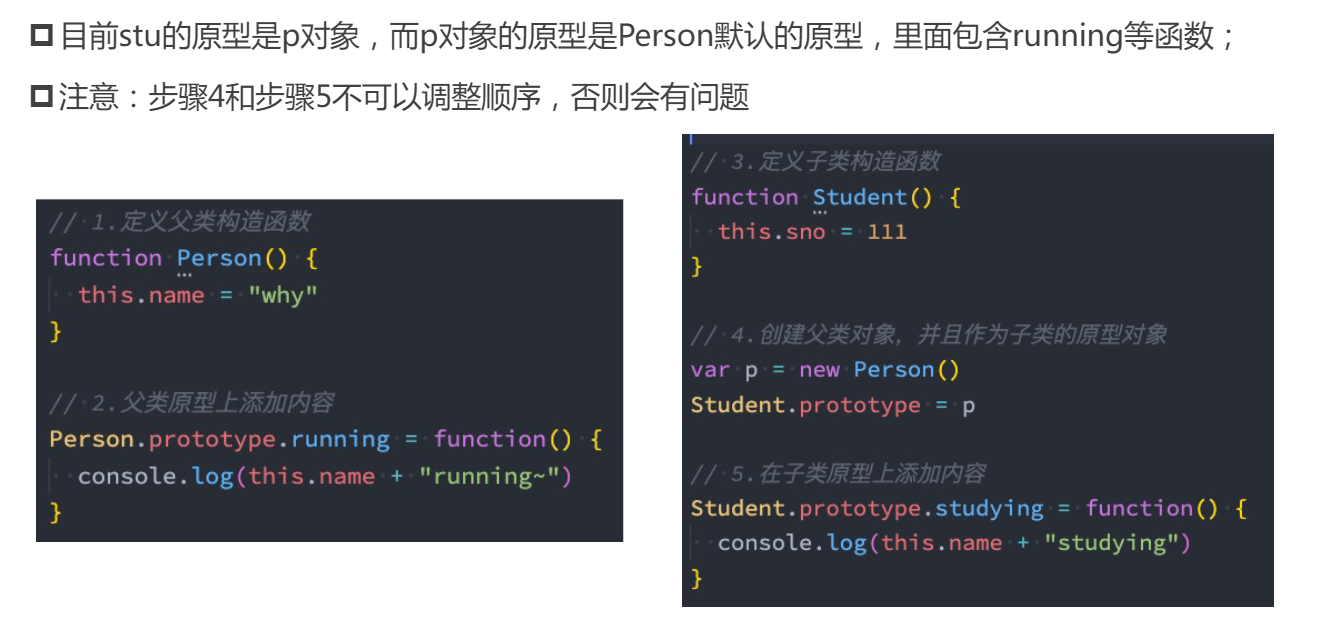 目前stu的原型是p对象，而p对象的原型是Person默认的原型，里面包含running等函数；
注意：步骤4和步骤5不可以调整顺序，否则会有问题
// 1.定义父类构造函数
function Person() {
  this.name = "why"
}
// 2.父类原型上添加内容
Person.prototype.running = function() {
  console.log(this.name + "running~")
}
// 3.定义子类构造函数
function Student() {
  this.sno = 111
}
// 4.创建父类对象, 并且作为子类的原型对象
var p = new Person()
Student.prototype = p
// 5.在子类原型上添加内容
Student.prototype.studying = function() {
  console.log(this.name + "studying")
}